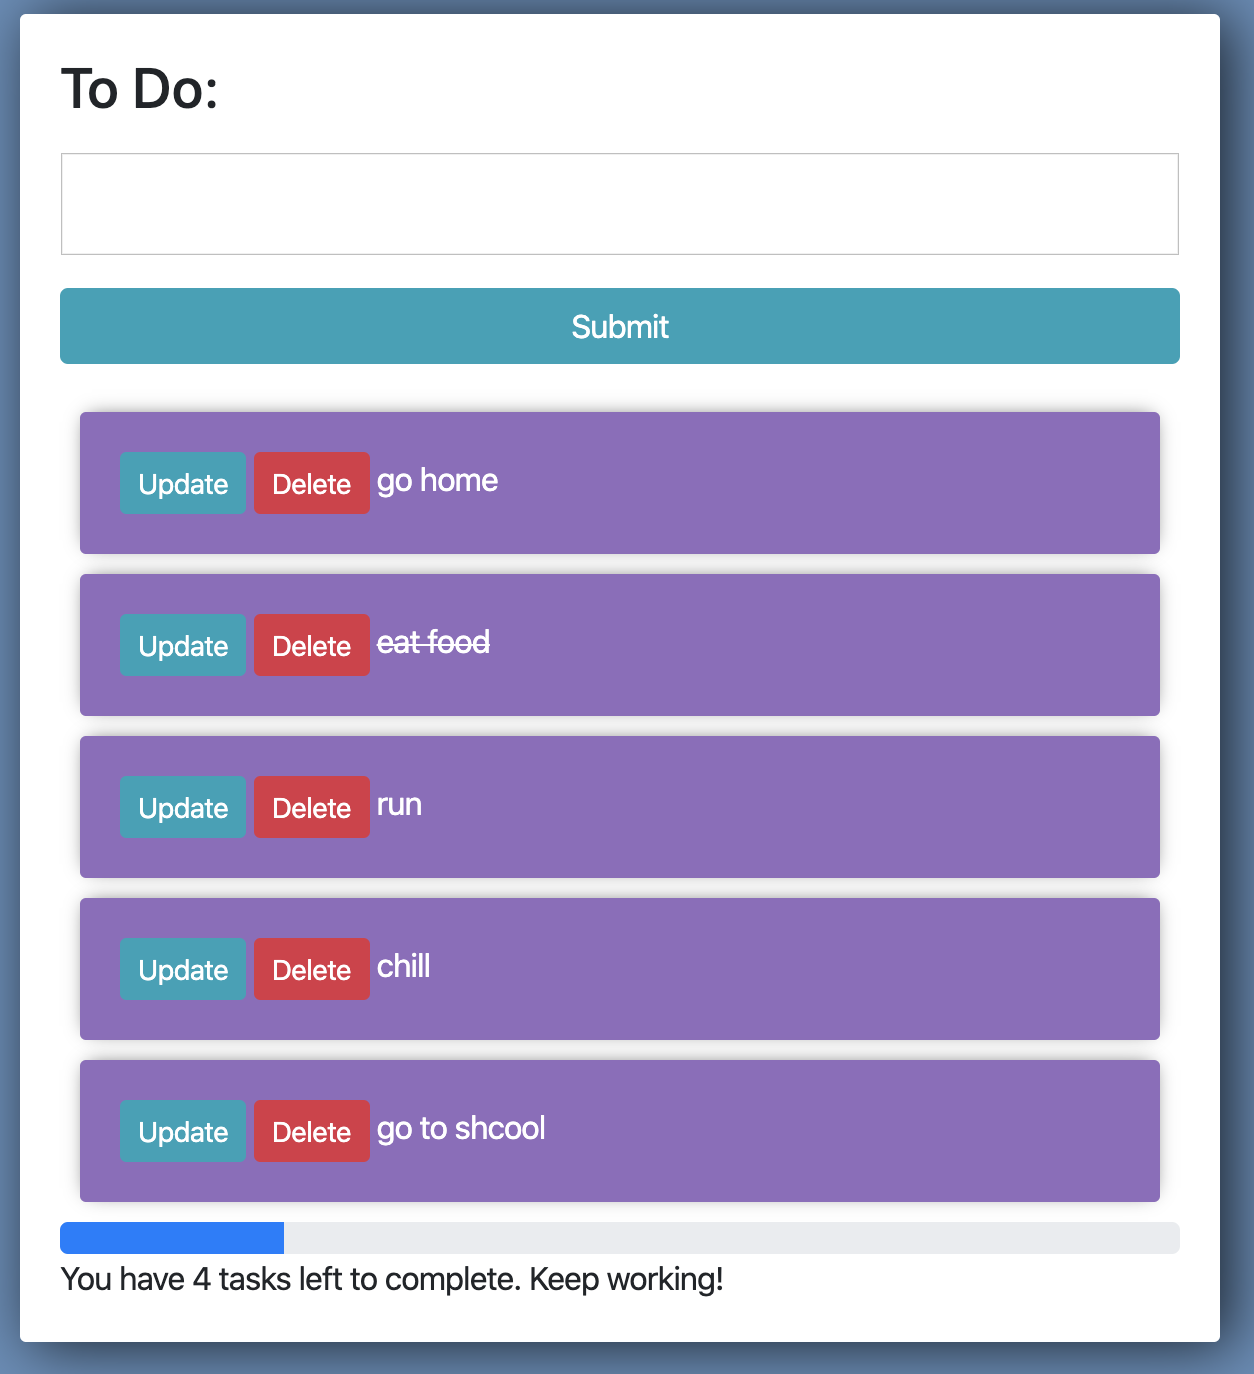 To Do:
Submit
Update Delete go home
Update Delete eat food
Update Delete run
Update Delete chill
Update Delete go to shcool
You have 4 tasks left to complete. Keep working!